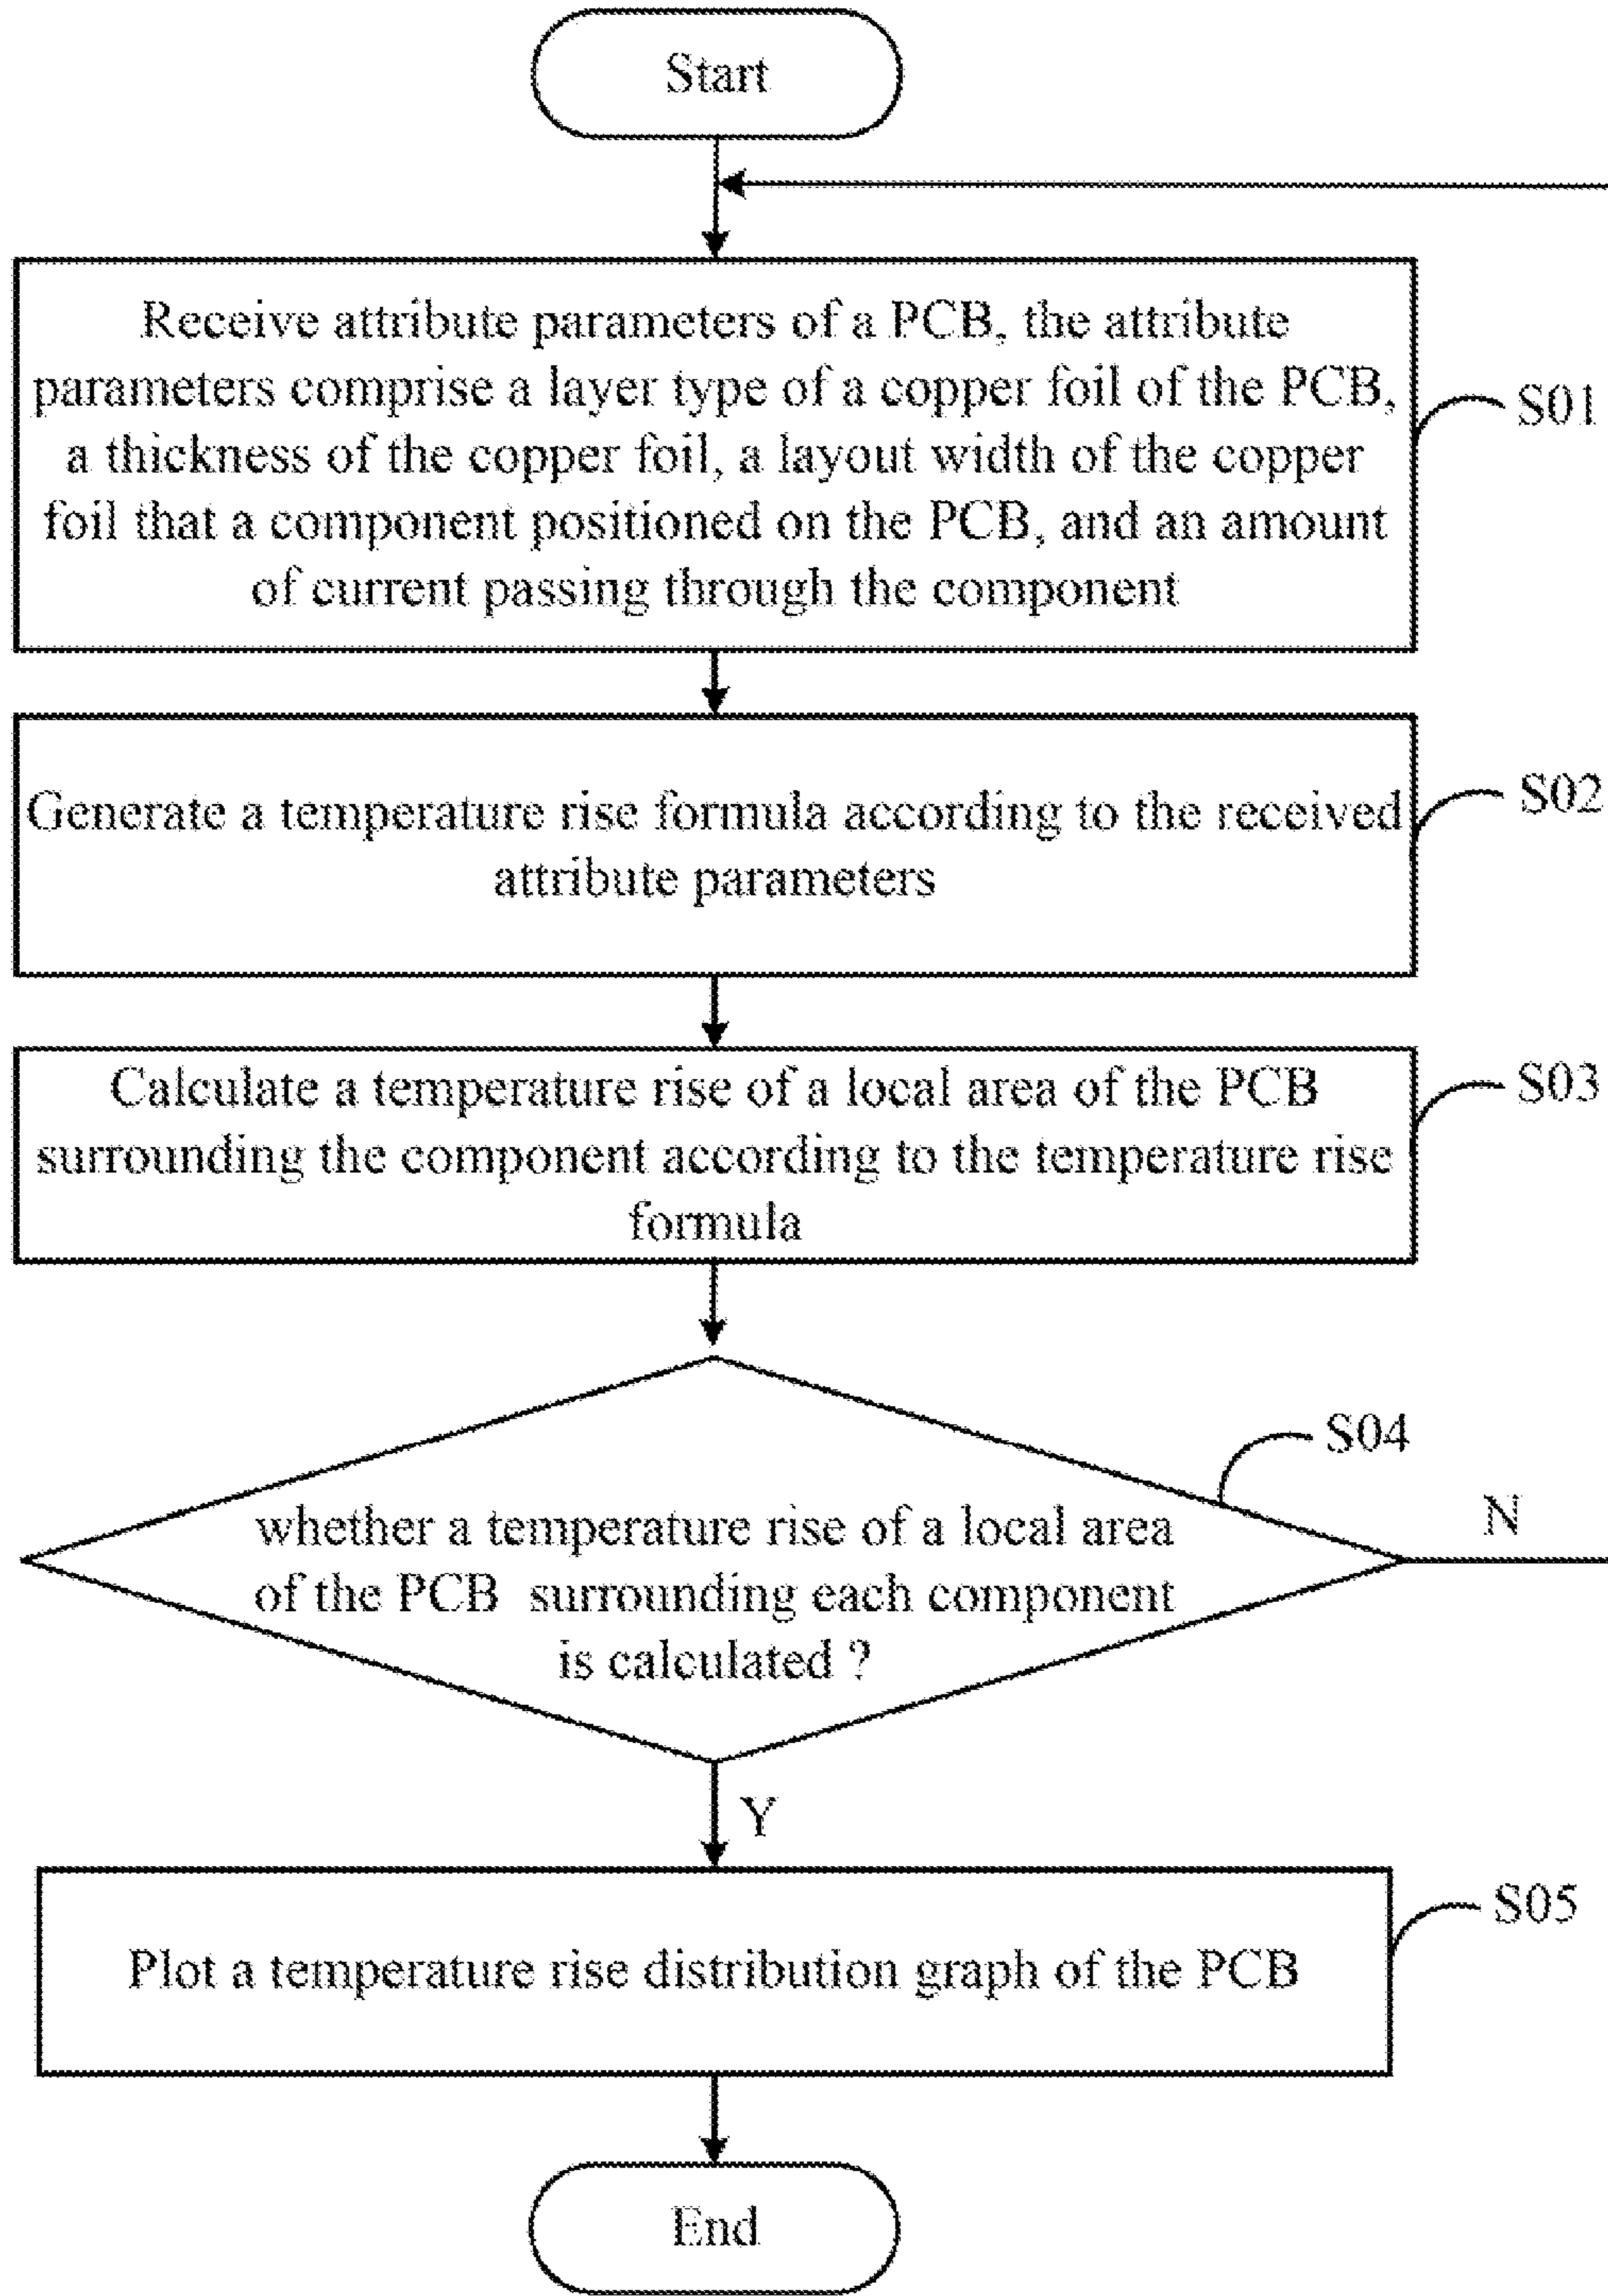 Start
Receive attribute parameters of a PCB, the attribute
parameters comprise a layer type of a copper foil of the PCB,
a thickness of the copper foil, a layout width of the copper
foil that a component positioned on the PCB, and an amount
of current passing through the component
S01
Generate a temperature rise formula according to the received
attribute parameters
S02
Calculate a temperature rise of a local area of the PCB
surrounding the component according to the temperature rise
formula
S03
S04
whether a temperature rise of a local area
of the PCB surrounding each component
is calculated ?
N
Y
Plot a temperature rise distribution graph of the PCB
S05
End